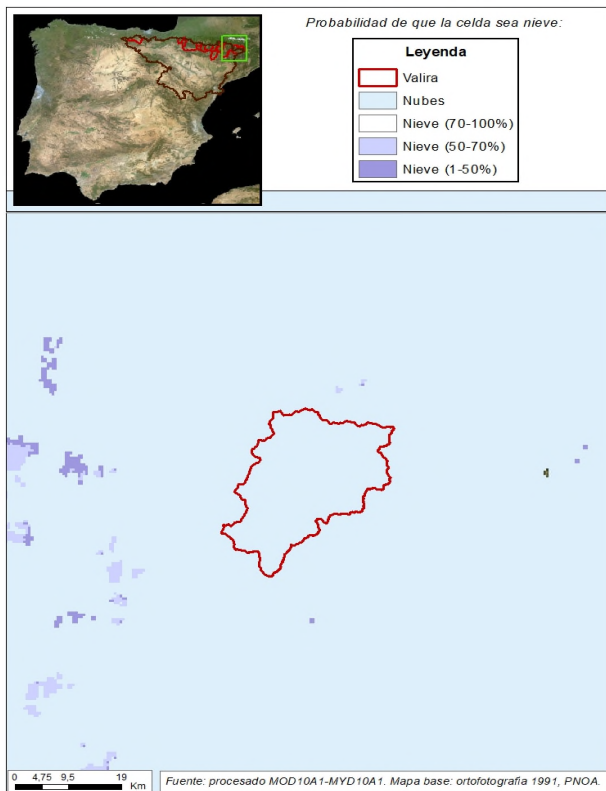 Probabilidad de que la celda sea nieve:
Leyenda
Valira
Nubes
Nieve (70-100%)
Nieve (50-70%)
Nieve (1-50%)
0 4,75 9,5 19
Km
Fuente: procesado MOD10A1-MYD10A1. Mapa base: ortofotografia 1991, PNOA.